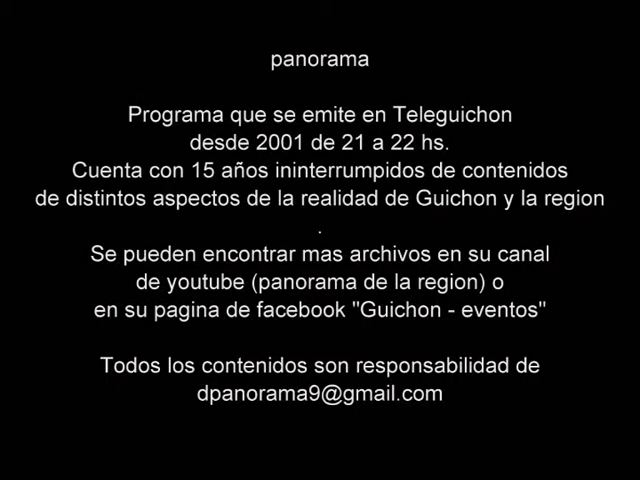 panorama
Programa que se emite en Teleguichon
desde 2001 de 21 a 22 hs.
Cuenta con 15 años ininterrumpidos de contenidos
de distintos aspectos de la realidad de Guichon y la region
.
Se pueden encontrar mas archivos en su canal
de youtube (panorama de la region) o
en su pagina de facebook "Guichon - eventos"
Todos los contenidos son responsabilidad de
dpanorama9@gmail.com